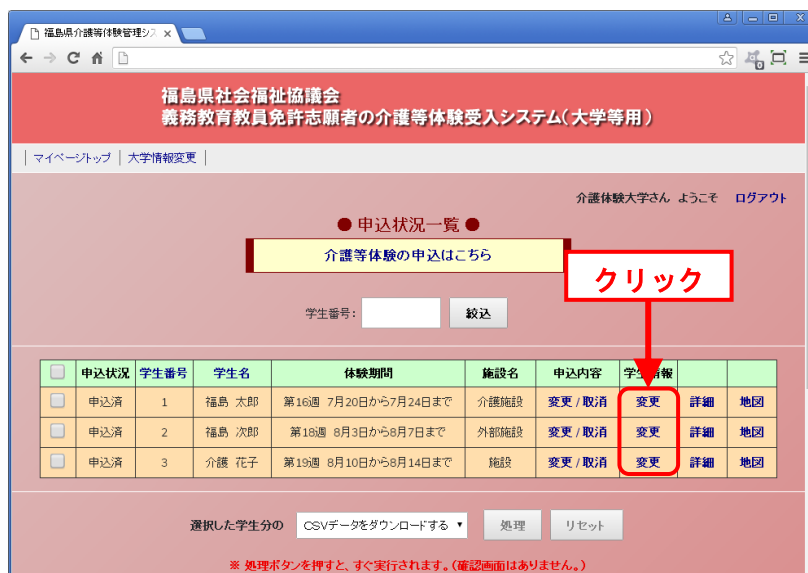 福島県介護等体験管理シス ×
福島県社会福祉協議会
義務教育教員免許志願者の介護等体験受入システム(大学等用)
| マイページトップ | 大学情報変更 |
介護体験大学さん ようこそ ログアウト
● 申込状況一覧 ●
介護等体験の申込はこちら
クリック
学生番号: 絞込
申込状況 学生番号 学生名 体験期間 施設名 申込内容 学生情報
申込済 1 福島 太郎 第16週 7月20日から7月24日まで 介護施設 変更 / 取消 変更 詳細 地図
申込済 2 福島 次郎 第18週 8月3日から8月7日まで 外部施設 変更 / 取消 変更 詳細 地図
申込済 3 介護 花子 第19週 8月10日から8月14日まで 施設 変更 / 取消 変更 詳細 地図
選択した学生分の CSVデータをダウンロードする 処理 リセット
※ 処理ボタンを押すと、すぐ実行されます。(確認画面はありません。)